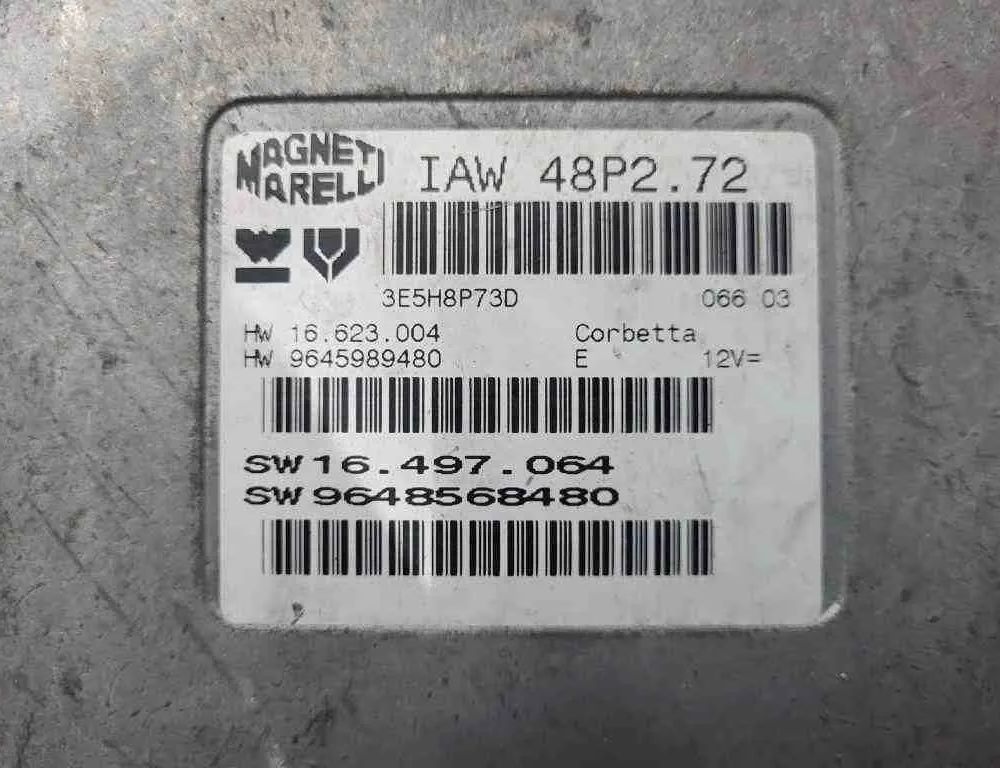 MAGNETI
MARELLI
IAW 48P2.72
3E5H8P73D 066 03
HW 16.623.004 Corbetta
HW 9645989480 E 12V=
SW 16.497.064
SW 9648568480